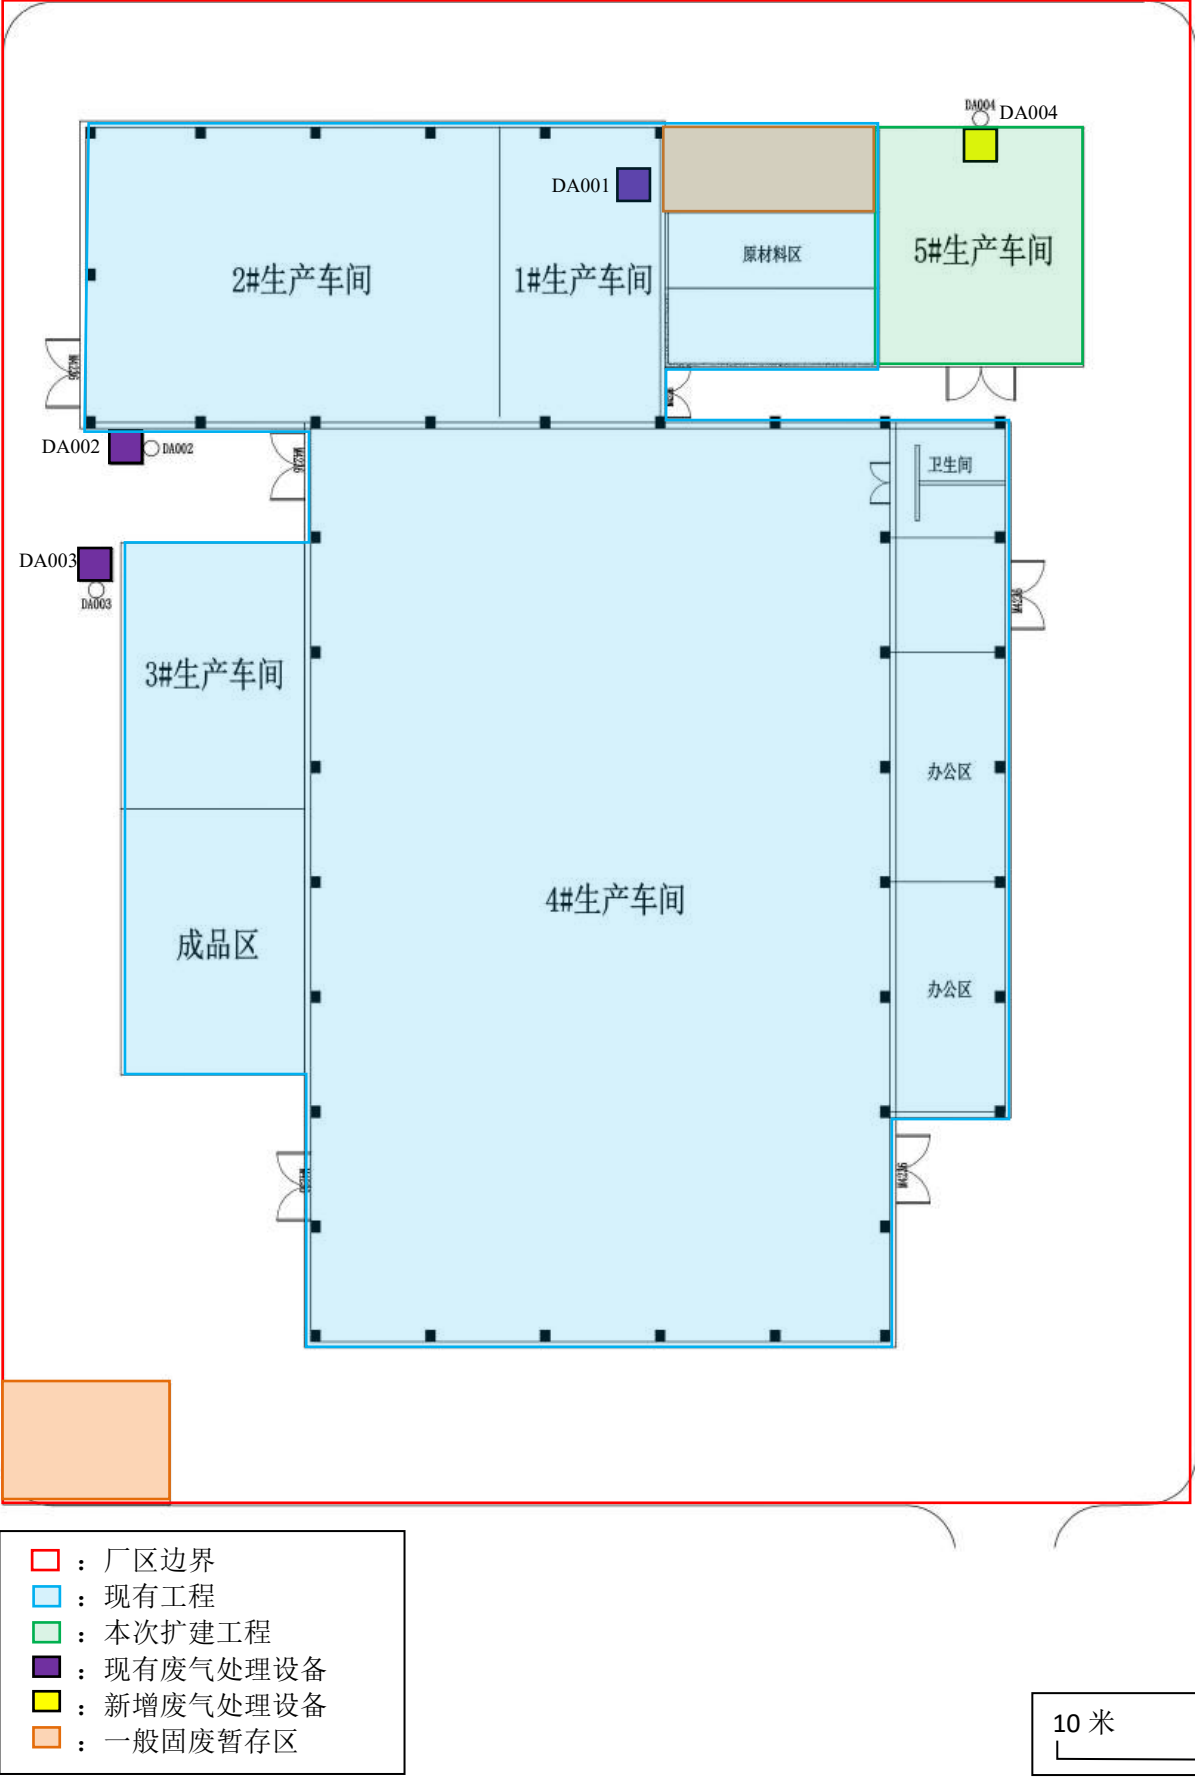 DA004 DA004
DA001
5#生产车间
原材料区
2#生产车间
1#生产车间
M4236
DA002 DA002
M4236
卫生间
DA003
DA003
M4236
3#生产车间
办公区
4#生产车间
成品区
办公区
M4236
10 米
：厂区边界
：现有工程
：本次扩建工程
：现有废气处理设备
：新增废气处理设备
：一般固废暂存区